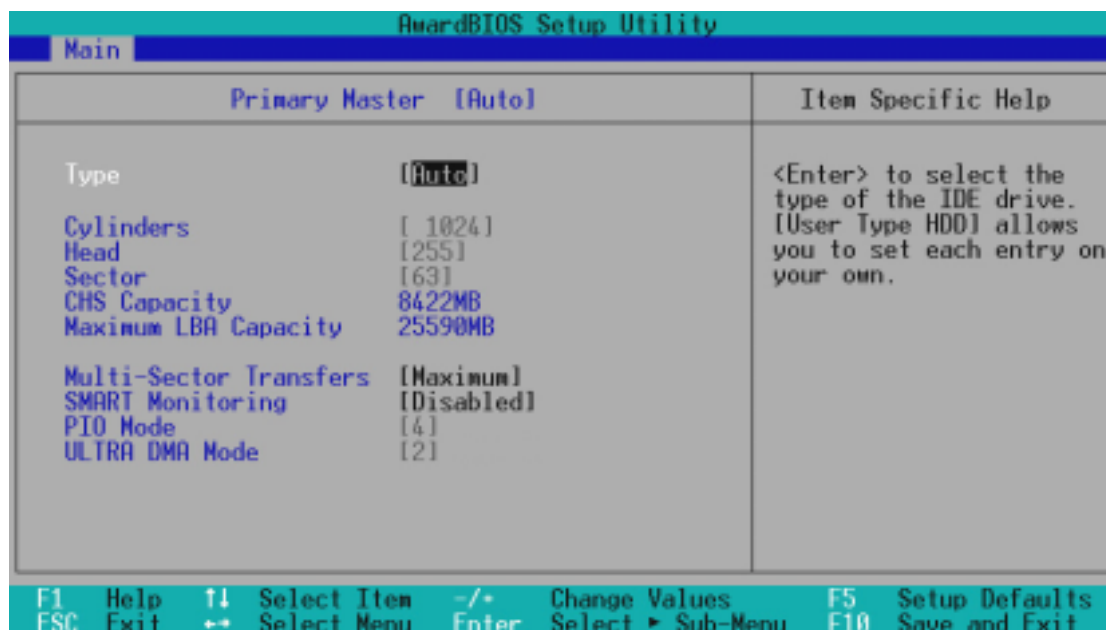 AwardBIOS Setup Utility
Main
Primary Master [Auto]
Item Specific Help
Type [Auto]
Cylinders [ 1024]
Head [255]
Sector [63]
CHS Capacity 8422MB
Maximum LBA Capacity 25590MB
Multi-Sector Transfers [Maximum]
SMART Monitoring [Disabled]
PIO Mode [4]
ULTRA DMA Mode [2]
<Enter> to select the
type of the IDE drive.
[User Type HDD] allows
you to set each entry on
your own.
F1 Help ↑↓ Select Item -/+ Change Values F5 Setup Defaults
ESC Exit ←→ Select Menu Enter Select ► Sub-Menu F10 Save and Exit